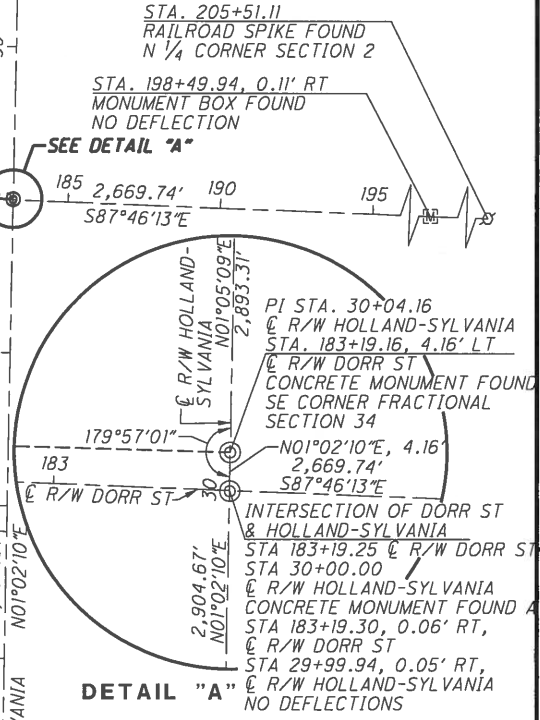 STA. 205+51.11
RAILROAD SPIKE FOUND
N 1/4 CORNER SECTION 2
STA. 198+49.94, 0.11' RT
MONUMENT BOX FOUND
NO DEFLECTION
SEE DETAIL "A"
185 2,669.74' 190 195
S87°46'13"E
M
℄ R/W HOLLAND-
SYLVANIA
N01°05'09"E
2,893.31'
PI STA. 30+04.16
℄ R/W HOLLAND-SYLVANIA
STA. 183+19.16, 4.16' LT
℄ R/W DORR ST
CONCRETE MONUMENT FOUND
SE CORNER FRACTIONAL
SECTION 34
179°57'01"
N01°02'10"E, 4.16'
2,669.74'
S87°46'13"E
183
℄ R/W DORR ST
30
INTERSECTION OF DORR ST
& HOLLAND-SYLVANIA
STA 183+19.25 ℄ R/W DORR ST
STA 30+00.00
℄ R/W HOLLAND-SYLVANIA
CONCRETE MONUMENT FOUND A
STA 183+19.30, 0.06' RT,
℄ R/W DORR ST
STA 29+99.94, 0.05' RT,
℄ R/W HOLLAND-SYLVANIA
NO DEFLECTIONS
2,904.67'
N01°02'10"E
N01°02'10"E
VANIA
DETAIL "A"